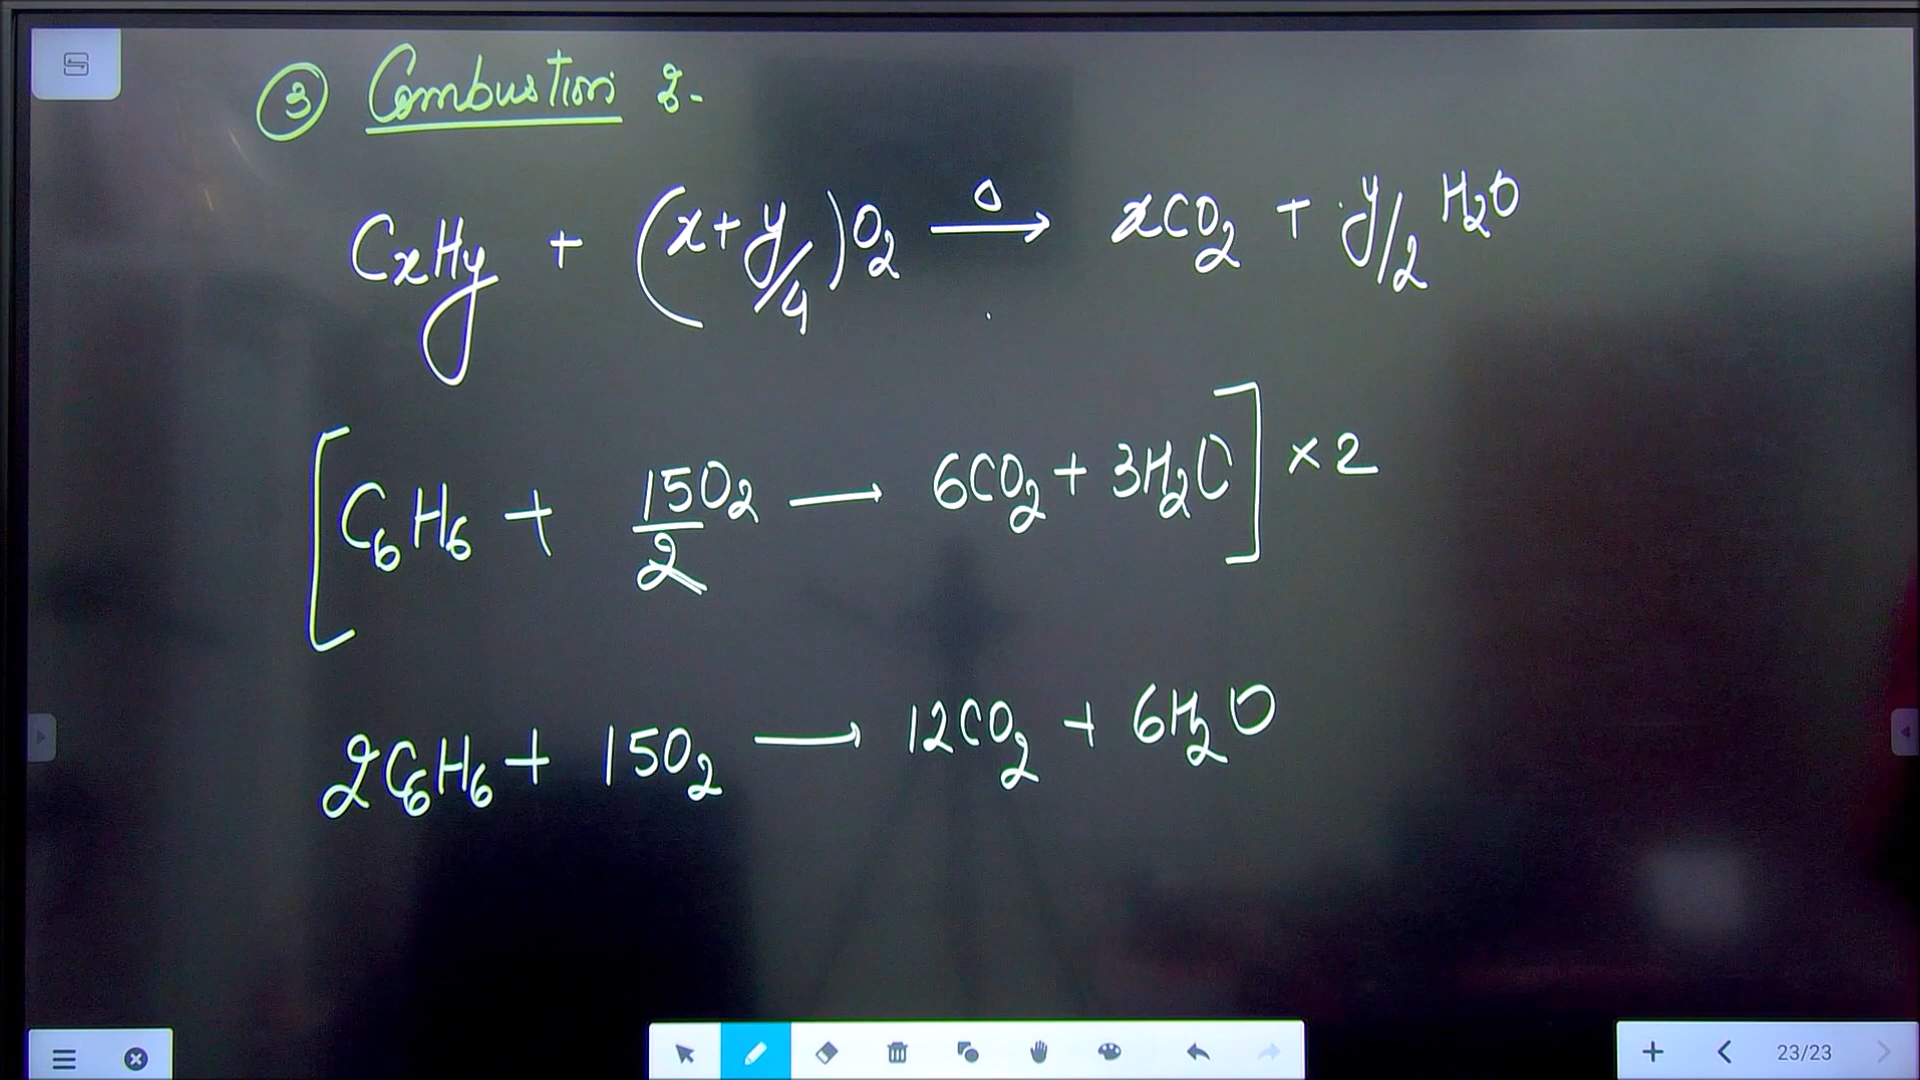 ③ Combustion :-
CxHy + (x+y/4)O₂ —Δ→ xCO₂ + y/2 H₂O
[C₆H₆ + 15/2 O₂ → 6CO₂ + 3H₂O] ×2
2C₆H₆ + 15O₂ → 12CO₂ + 6H₂O
23/23